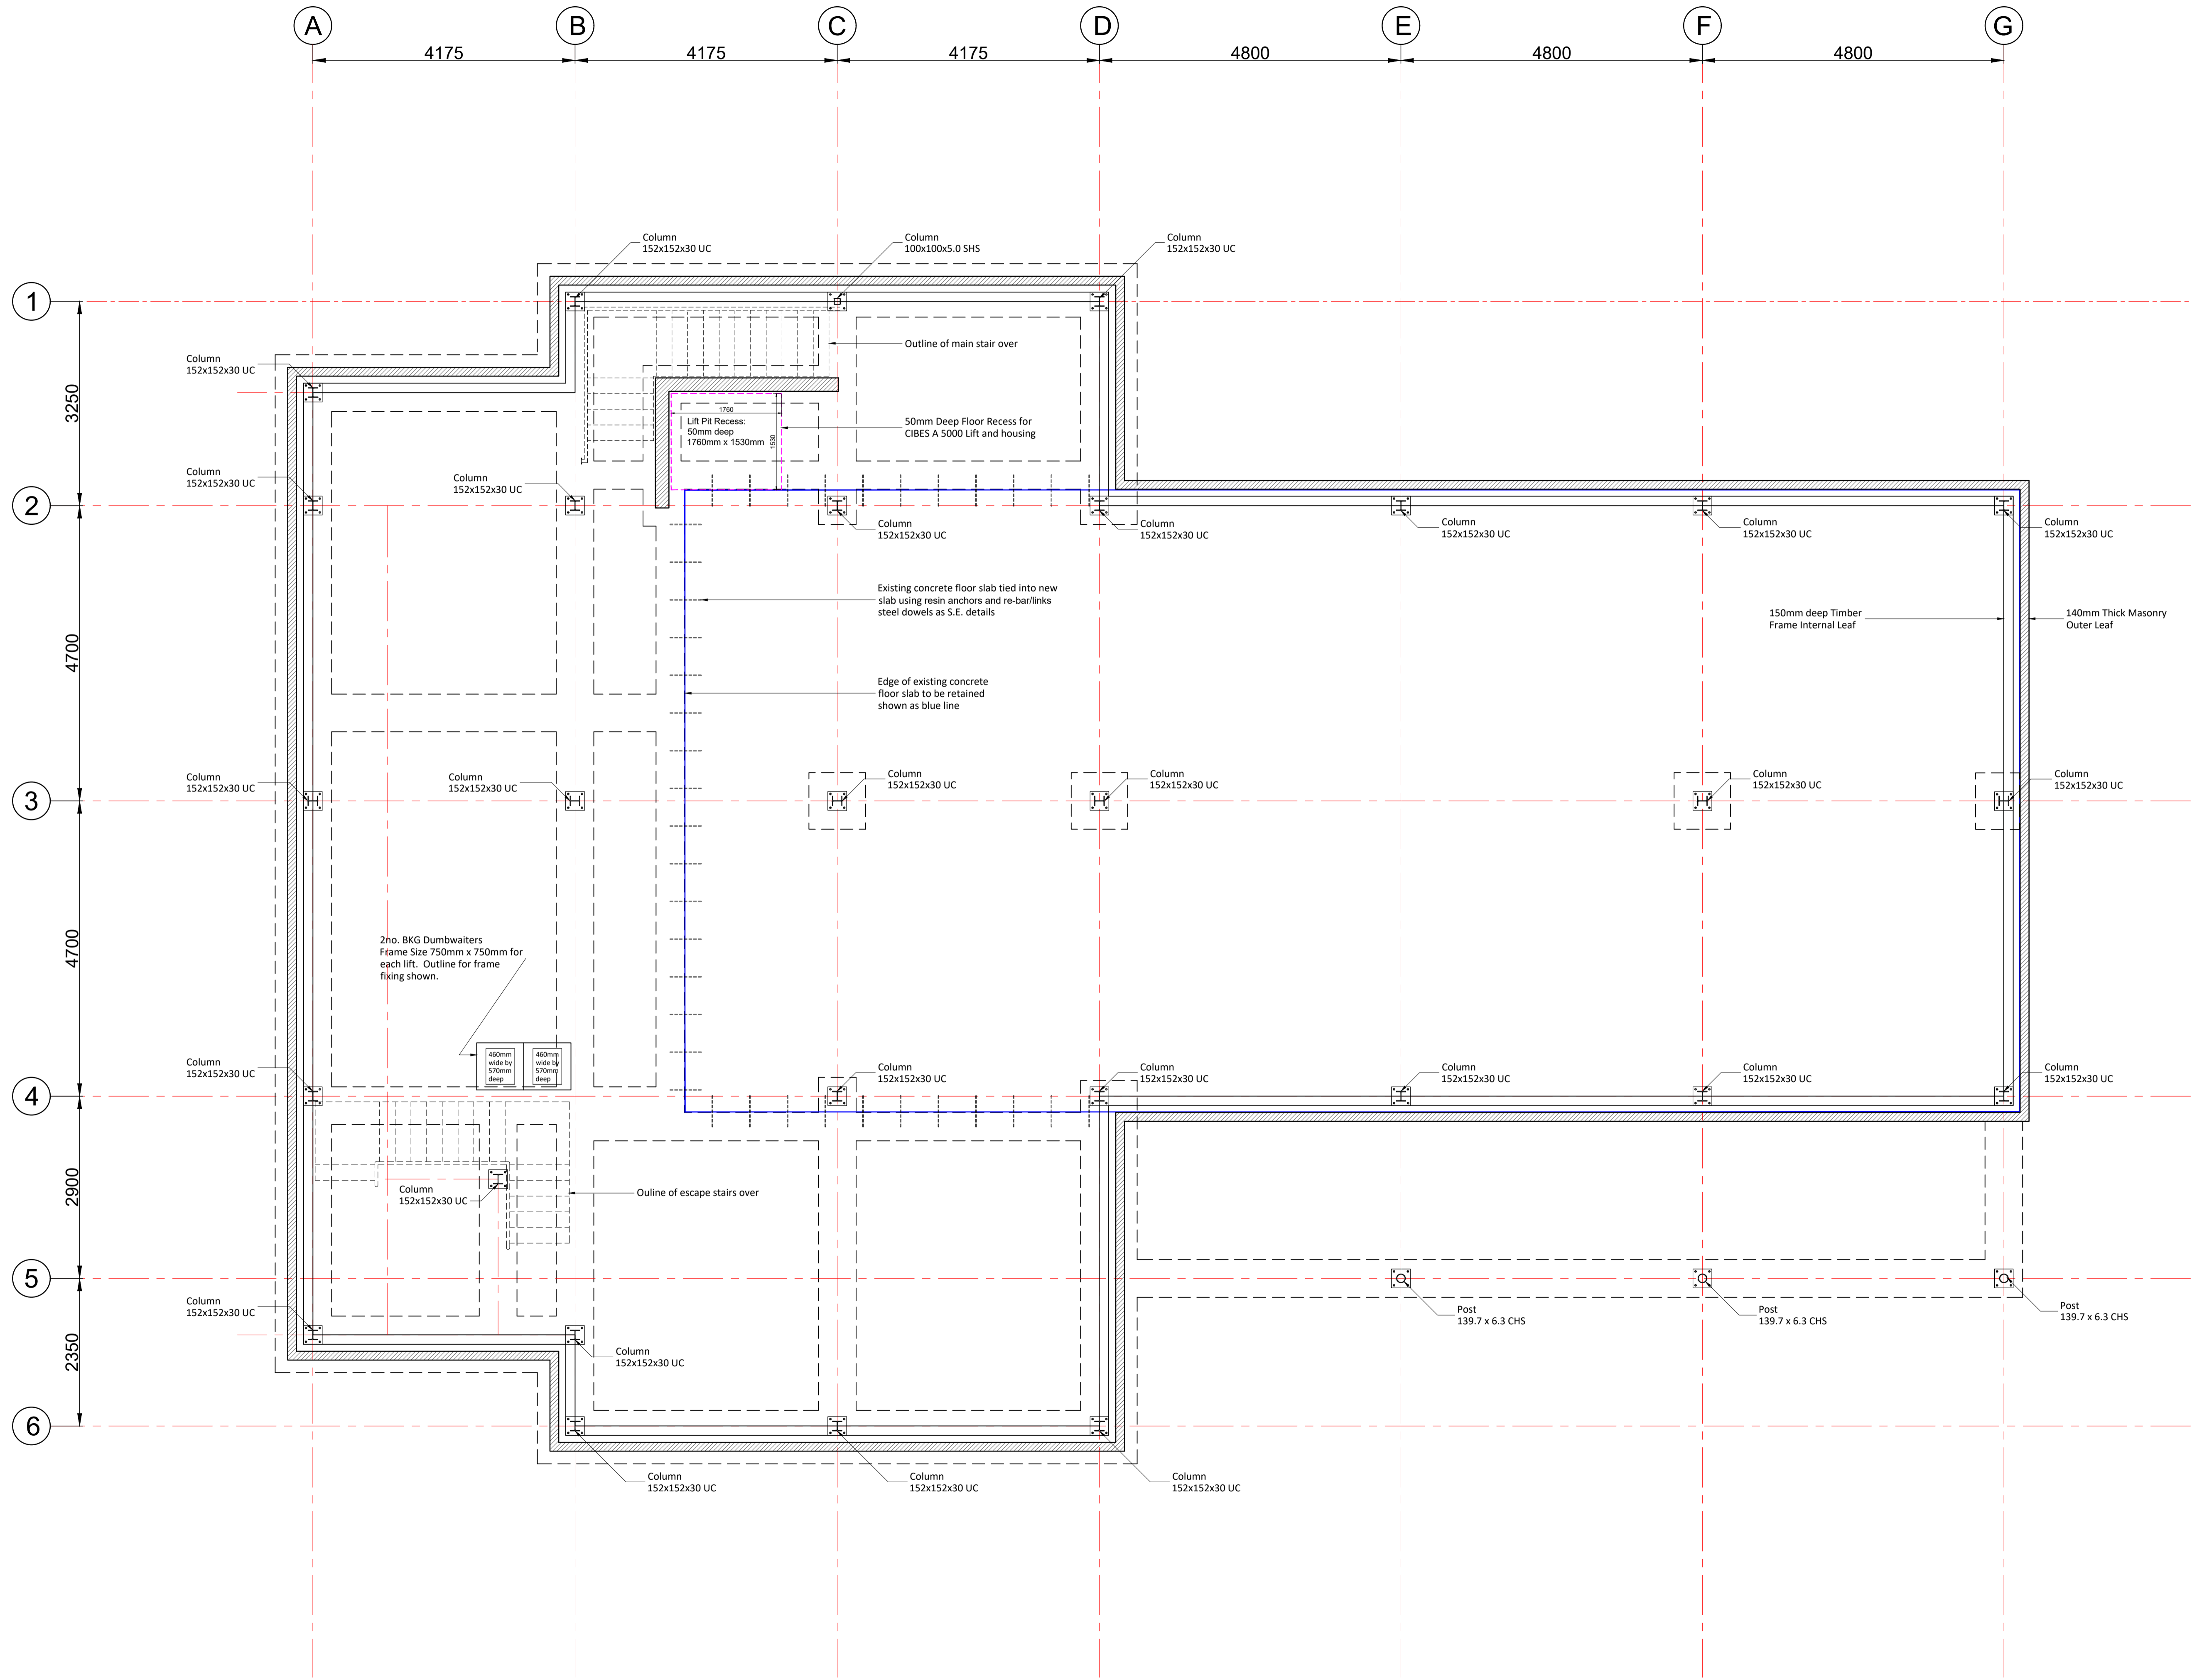 A
B
C
D
E
F
G
4175
4175
4175
4800
4800
4800
1
2
3
4
5
6
3250
4700
4700
2900
2350
Column
152x152x30 UC
Column
100x100x5.0 SHS
Column
152x152x30 UC
Column
152x152x30 UC
Outline of main stair over
1760
Lift Pit Recess:
50mm deep
1760mm x 1530mm
1530
50mm Deep Floor Recess for
CIBES A 5000 Lift and housing
Column
152x152x30 UC
Column
152x152x30 UC
Column
152x152x30 UC
Column
152x152x30 UC
Column
152x152x30 UC
Column
152x152x30 UC
Column
152x152x30 UC
Existing concrete floor slab tied into new
slab using resin anchors and re-bar/links
steel dowels as S.E. details
150mm deep Timber
Frame Internal Leaf
140mm Thick Masonry
Outer Leaf
Edge of existing concrete
floor slab to be retained
shown as blue line
Column
152x152x30 UC
Column
152x152x30 UC
Column
152x152x30 UC
Column
152x152x30 UC
Column
152x152x30 UC
Column
152x152x30 UC
2no. BKG Dumbwaiters
Frame Size 750mm x 750mm for
each lift.  Outline for frame
fixing shown.
460mm
wide by
570mm
deep
460mm
wide by
570mm
deep
Column
152x152x30 UC
Column
152x152x30 UC
Column
152x152x30 UC
Column
152x152x30 UC
Column
152x152x30 UC
Column
152x152x30 UC
Column
152x152x30 UC
Ouline of escape stairs over
Column
152x152x30 UC
Column
152x152x30 UC
Post
139.7 x 6.3 CHS
Post
139.7 x 6.3 CHS
Post
139.7 x 6.3 CHS
Column
152x152x30 UC
Column
152x152x30 UC
Column
152x152x30 UC